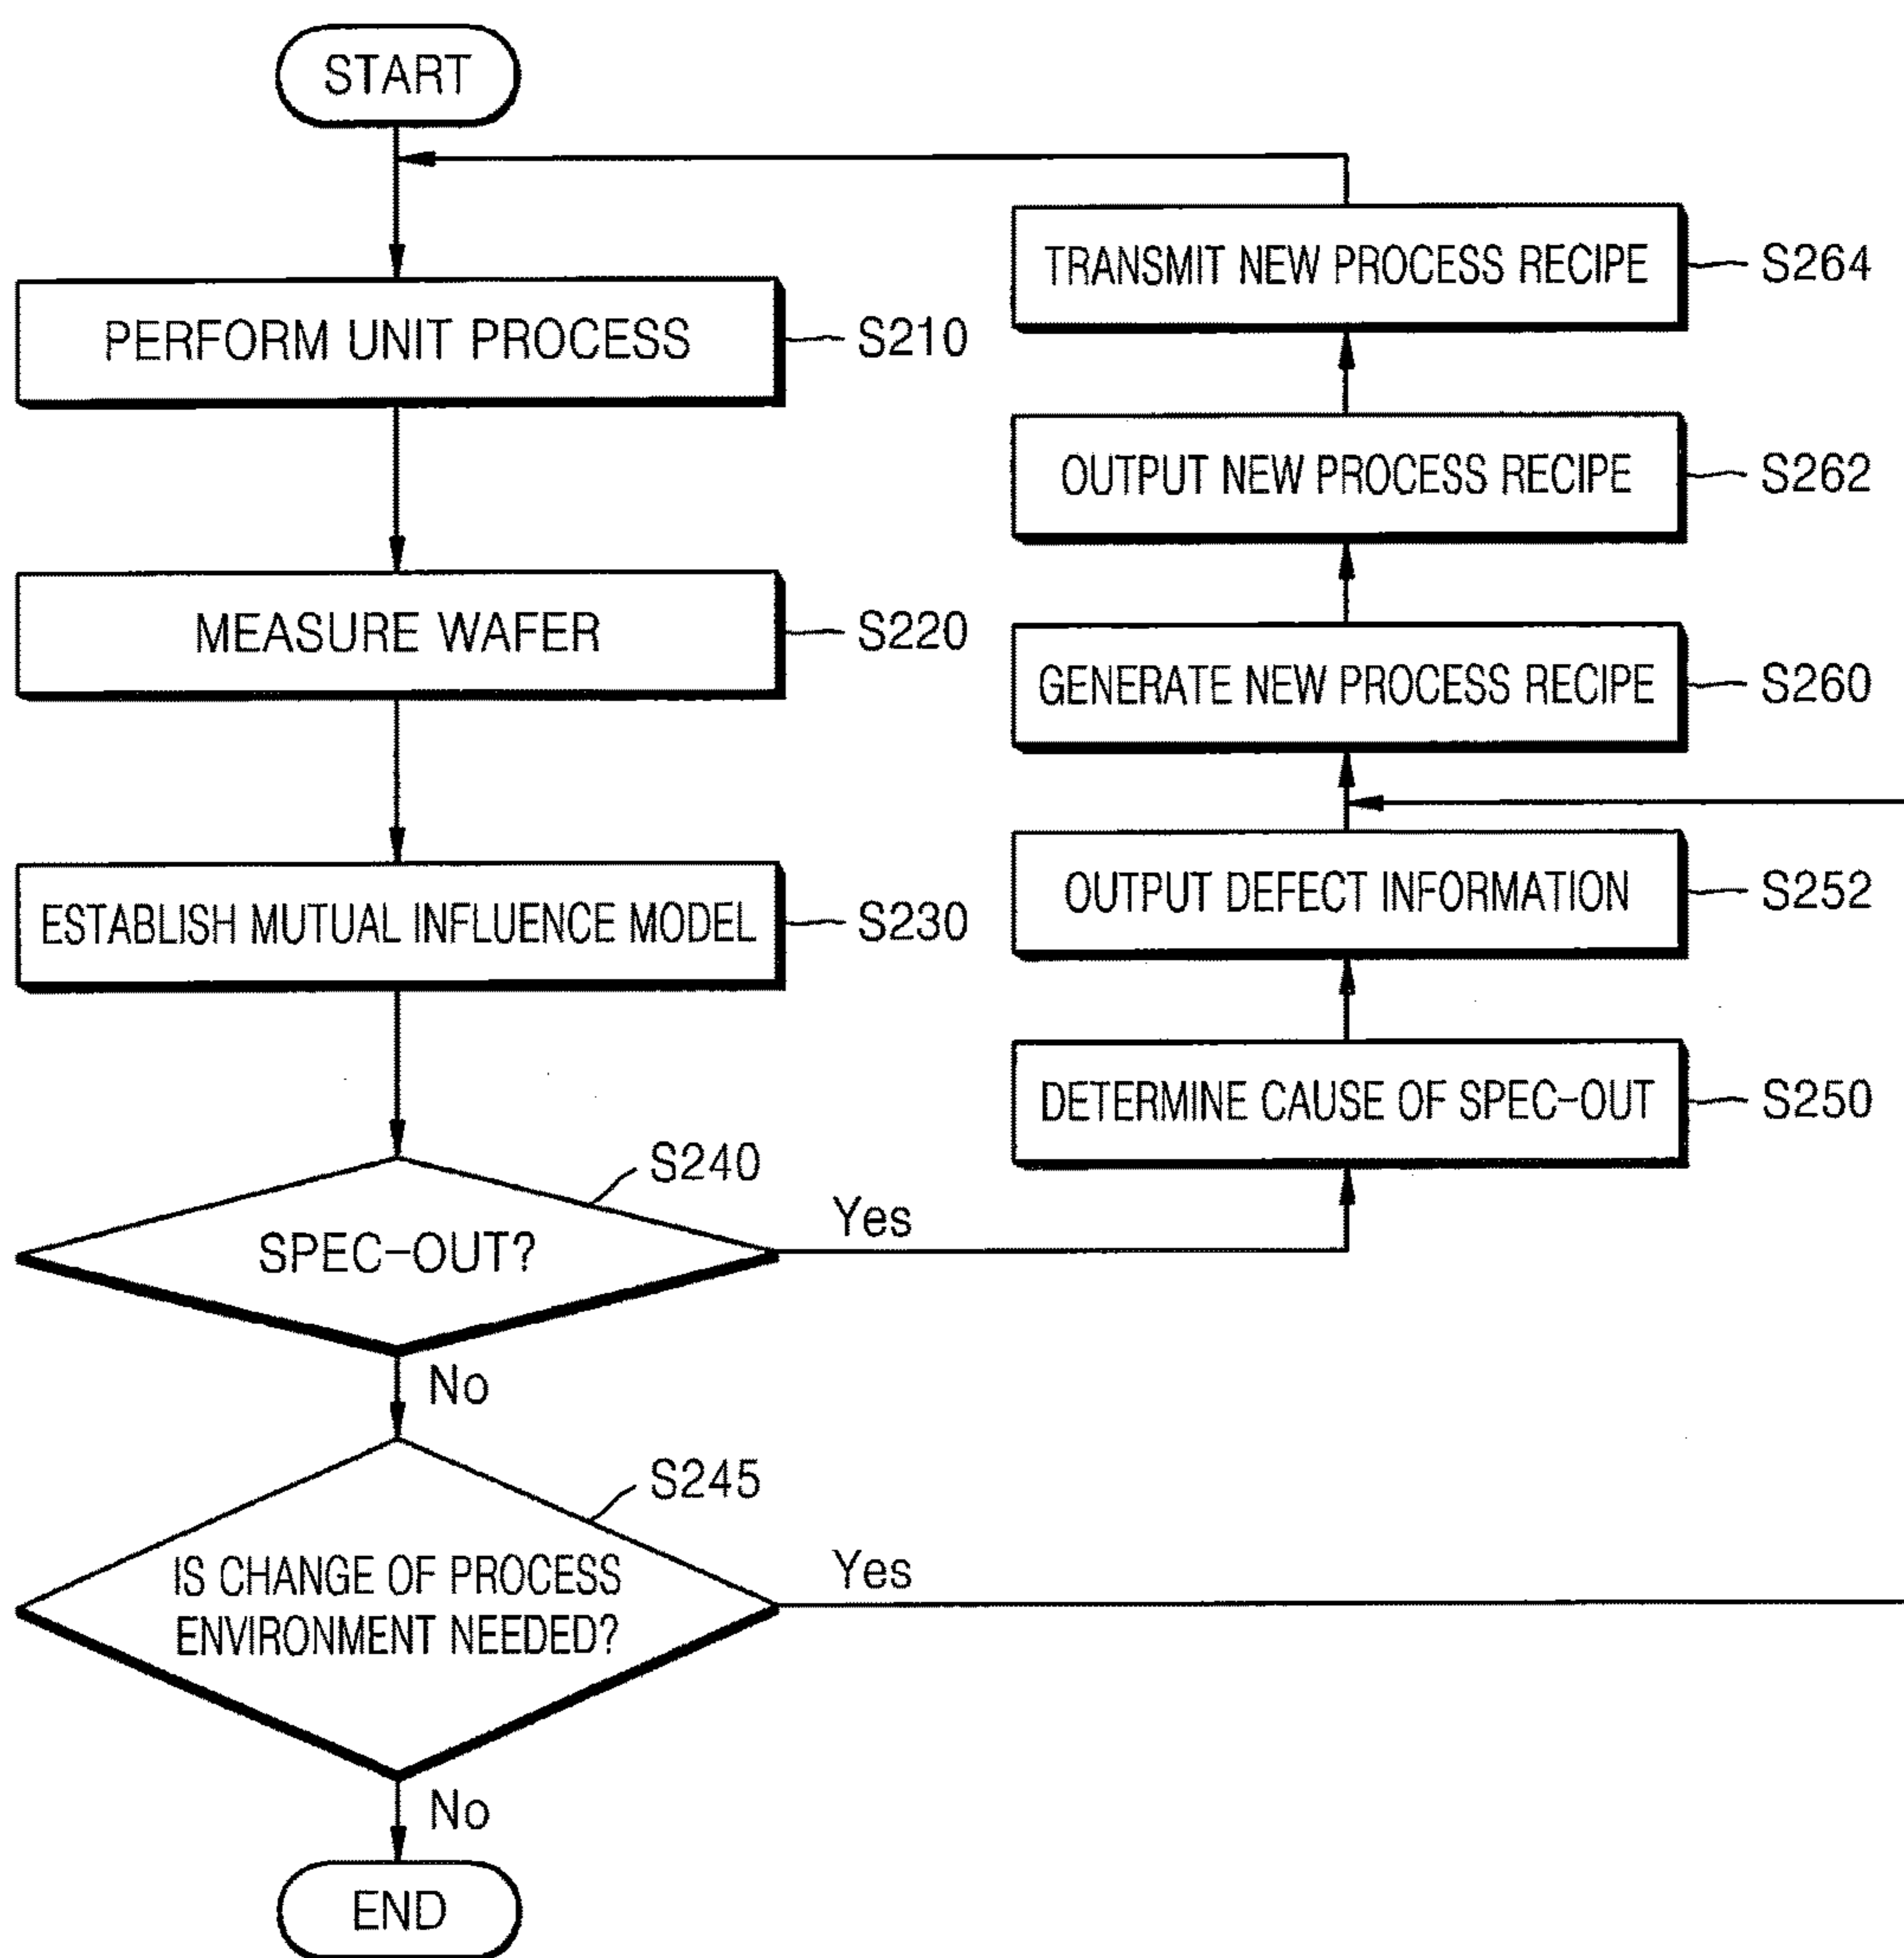 START
PERFORM UNIT PROCESS
S210
MEASURE WAFER
S220
ESTABLISH MUTUAL INFLUENCE MODEL
S230
S240
SPEC-OUT?
Yes
No
S245
IS CHANGE OF PROCESS
ENVIRONMENT NEEDED?
Yes
No
END
TRANSMIT NEW PROCESS RECIPE
S264
OUTPUT NEW PROCESS RECIPE
S262
GENERATE NEW PROCESS RECIPE
S260
OUTPUT DEFECT INFORMATION
S252
DETERMINE CAUSE OF SPEC-OUT
S250